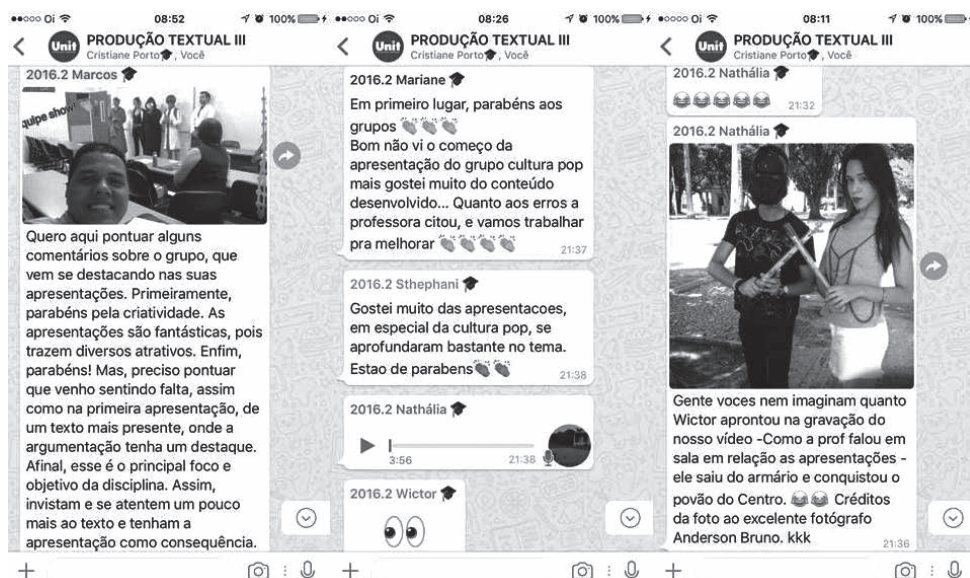 ●●○○○ Oi 08:52 100%
Unit
PRODUÇÃO TEXTUAL III
Cristiane Porto🎓, Você
2016.2 Marcos 🎓
quipe show!
Quero aqui pontuar alguns
comentários sobre o grupo, que
vem se destacando nas suas
apresentações. Primeiramente,
parabéns pela criatividade. As
apresentações são fantásticas, pois
trazem diversos atrativos. Enfim,
parabéns! Mas, preciso pontuar
que venho sentindo falta, assim
como na primeira apresentação, de
um texto mais presente, onde a
argumentação tenha um destaque.
Afinal, esse é o principal foco e
objetivo da disciplina. Assim,
invistam e se atentem um pouco
mais ao texto e tenham a
apresentação como consequência.
●●○○○ Oi 08:26 100%
Unit
PRODUÇÃO TEXTUAL III
Cristiane Porto🎓, Você
2016.2 Mariane 🎓
Em primeiro lugar, parabéns aos
grupos 👏👏👏
Bom não vi o começo da
apresentação do grupo cultura pop
mais gostei muito do conteúdo
desenvolvido... Quanto aos erros a
professora citou, e vamos trabalhar
pra melhorar 👏👏👏👏
21:37
2016.2 Sthephani 🎓
Gostei muito das apresentacoes,
em especial da cultura pop, se
aprofundaram bastante no tema.
Estao de parabens👏👏
21:38
2016.2 Nathália 🎓
3:56 21:38
2016.2 Wictor 🎓
👀
●○○○○ Oi 08:11 100%
Unit
PRODUÇÃO TEXTUAL III
Cristiane Porto🎓, Você
2016.2 Nathália 🎓
😂😂😂😂😂 21:32
2016.2 Nathália 🎓
Gente voces nem imaginam quanto
Wictor aprontou na gravação do
nosso vídeo -Como a prof falou em
sala em relação as apresentações -
ele saiu do armário e conquistou o
povão do Centro. 😂😂 Créditos
da foto ao excelente fotógrafo
Anderson Bruno. kkk
21:36